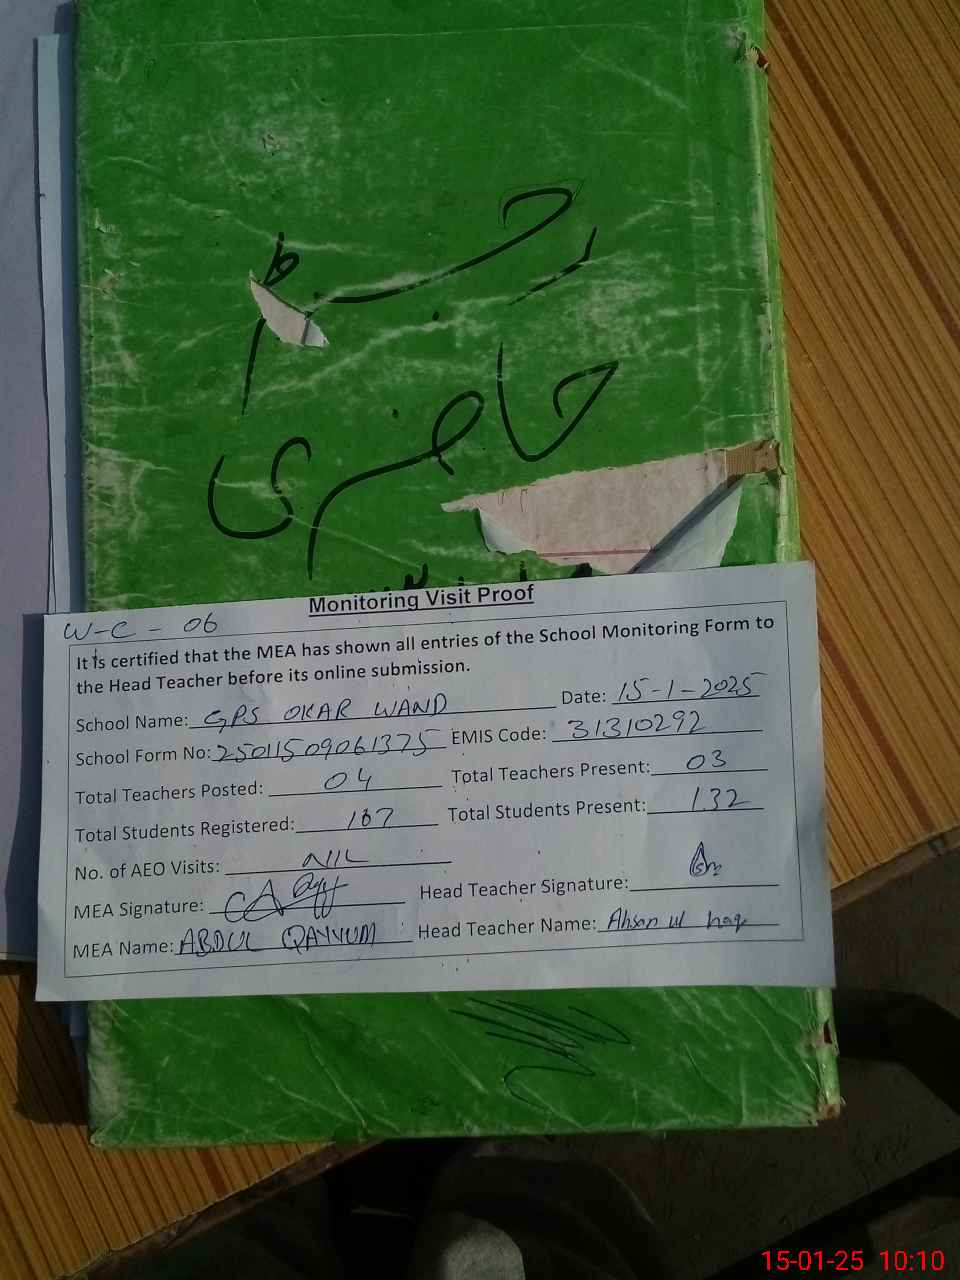 رجسٹر
حاضری
W-C - 06
Monitoring Visit Proof
It is certified that the MEA has shown all entries of the School Monitoring Form to
the Head Teacher before its online submission.
School Name: GPS OKAR WAND Date: 15-1-2025
School Form No: 25011509061375 EMIS Code: 31310292
Total Teachers Posted: 04 Total Teachers Present: 03
Total Students Registered: 167 Total Students Present: 132
No. of AEO Visits: NIL
MEA Signature: Head Teacher Signature:
MEA Name: ABDUL QAYYUM Head Teacher Name: Ahsan ul haq
15-01-25 10:10